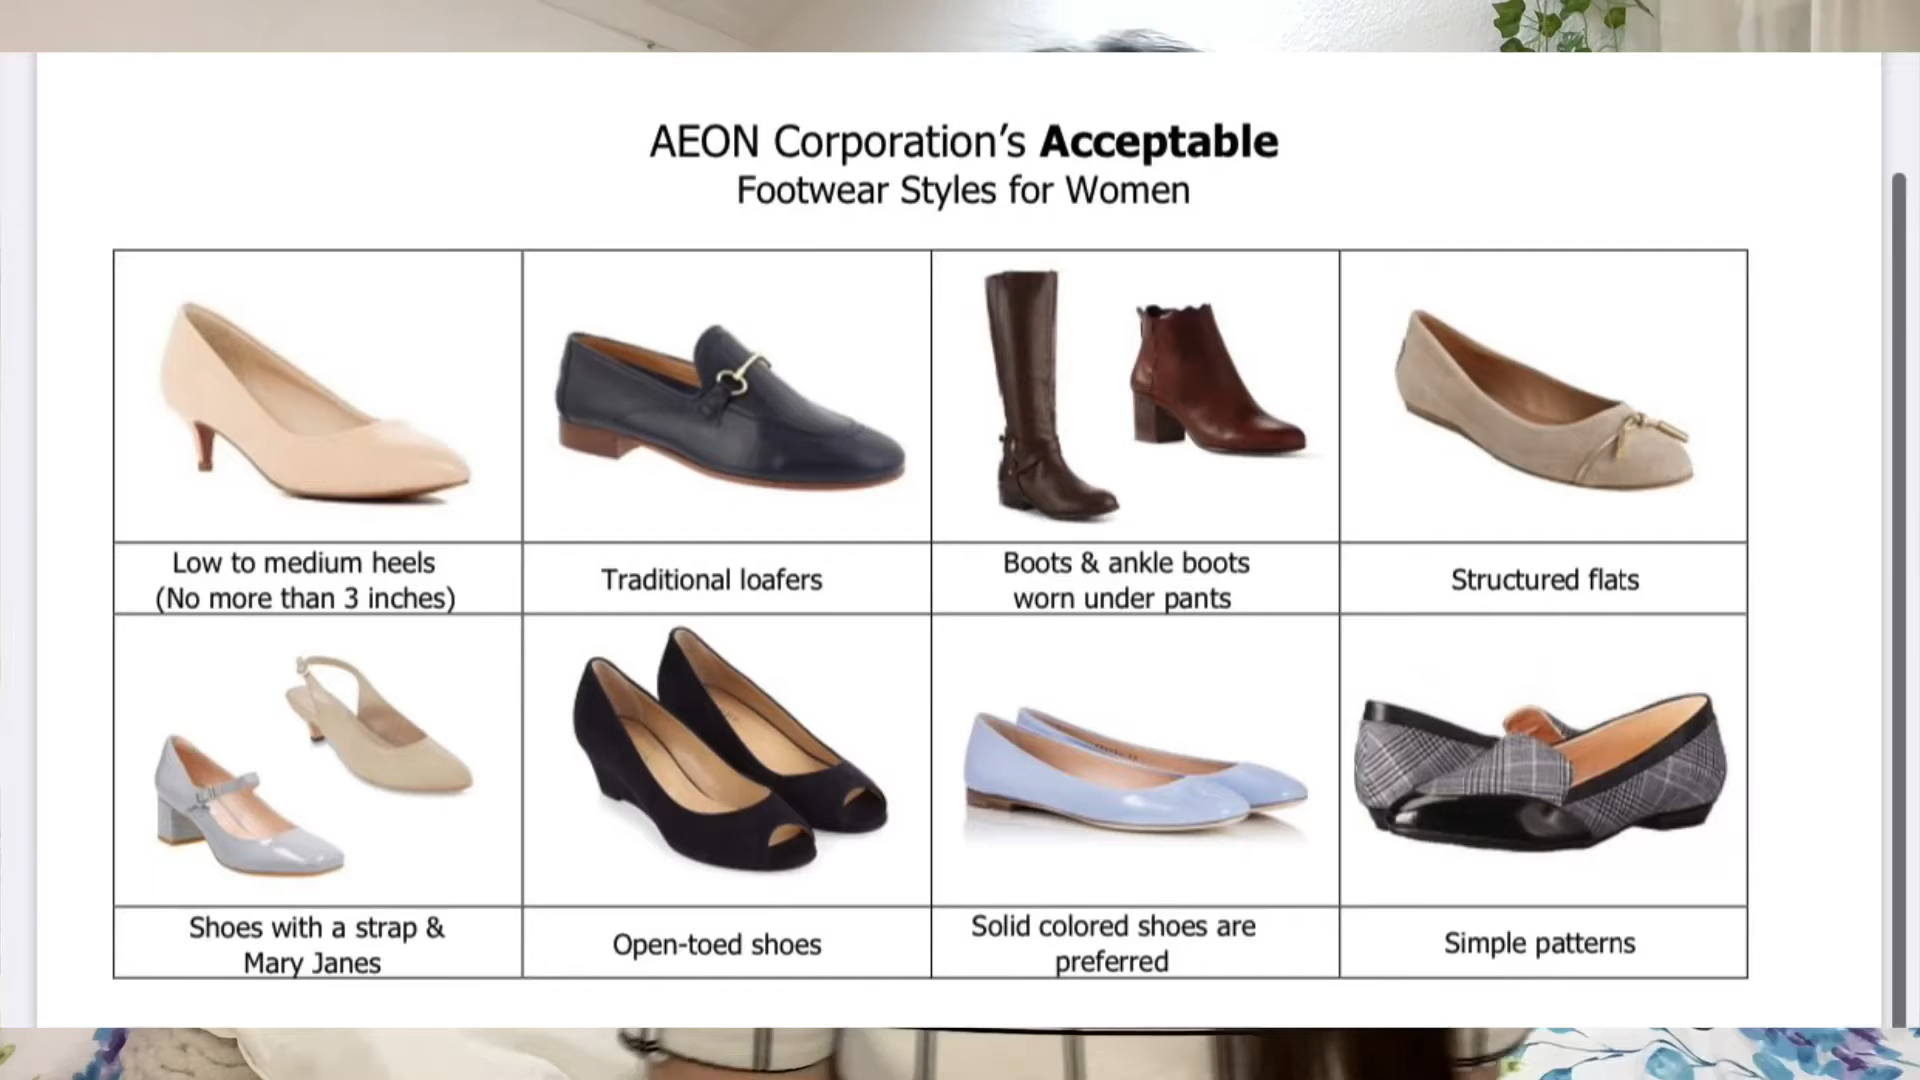 AEON Corporation's Acceptable
Footwear Styles for Women
Low to medium heels
(No more than 3 inches)
Traditional loafers
Boots & ankle boots
worn under pants
Structured flats
Shoes with a strap &
Mary Janes
Open-toed shoes
Solid colored shoes are
preferred
Simple patterns